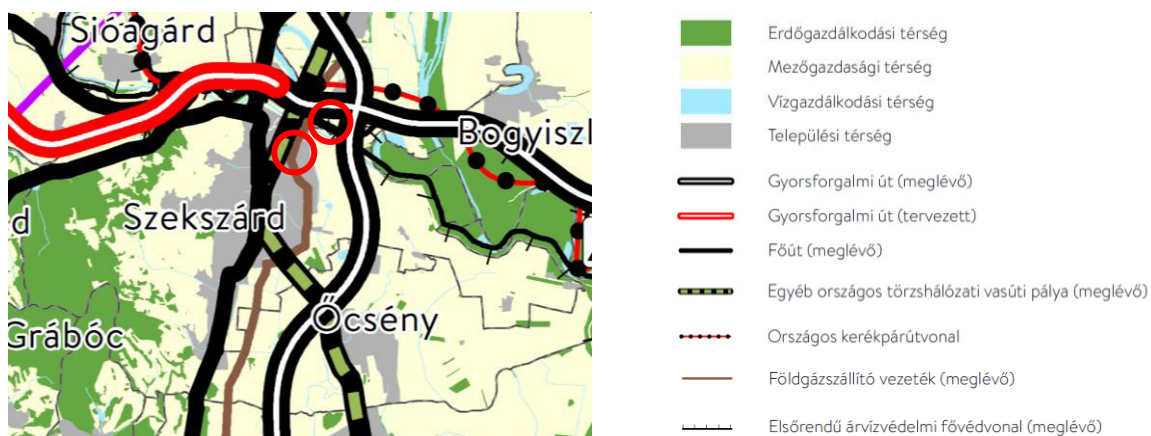 Sióagárd
Bogyiszl
Szekszárd
d
Őcsény
Grábóc
Erdőgazdálkodási térség
Mezőgazdasági térség
Vízgazdálkodási térség
Települési térség
Gyorsforgalmi út (meglévő)
Gyorsforgalmi út (tervezett)
Főút (meglévő)
Egyéb országos törzshálózati vasúti pálya (meglévő)
Országos kerékpárútvonal
Földgázszállító vezeték (meglévő)
Elsőrendű árvízvédelmi fővédvonal (meglévő)